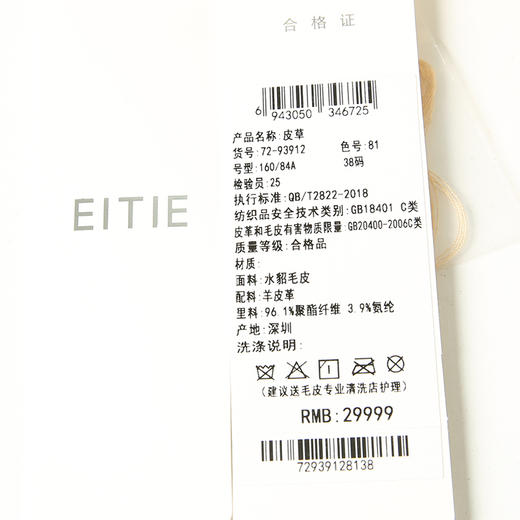 合格证
6 943050 346725
产品名称:皮草
货号:72-93912 色号:81
号型:160/84A 38码
检验员:25
执行标准:QB/T2822-2018
纺织品安全技术类别:GB18401 C类
皮革和毛皮有害物质限量:GB20400-2006C类
质量等级:合格品
材质:
面料:水貂毛皮
配料:羊皮革
里料:96.1%聚酯纤维 3.9%氨纶
产地:深圳
洗涤说明:
(建议送毛皮专业清洗店护理)
RMB:29999
72939128138
EITIE